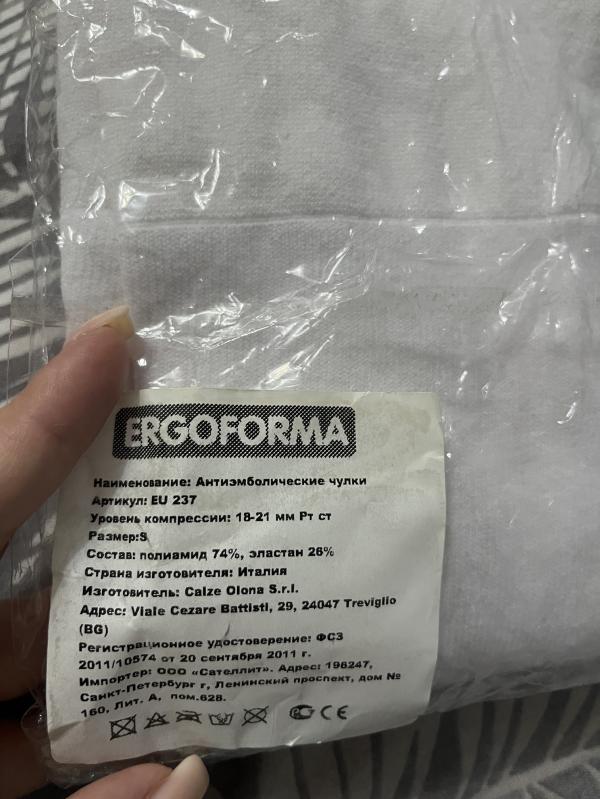 ERGOFORMA
Наименование: Антиэмболические чулки
Артикул: EU 237
Уровень компрессии: 18-21 мм Рт ст
Размер:S
Состав: полиамид 74%, эластан 26%
Страна изготовителя: Италия
Изготовитель: Calze Olona S.r.l.
Адрес: Viale Cezare Battisti, 29, 24047 Treviglio
(BG)
Регистрационное удостоверение: ФСЗ
2011/10574 от 20 сентября 2011 г.
Импортер: ООО «Сателлит». Адрес: 196247,
Санкт-Петербург г, Ленинский проспект, дом №
160, Лит. А, пом.628.
CE